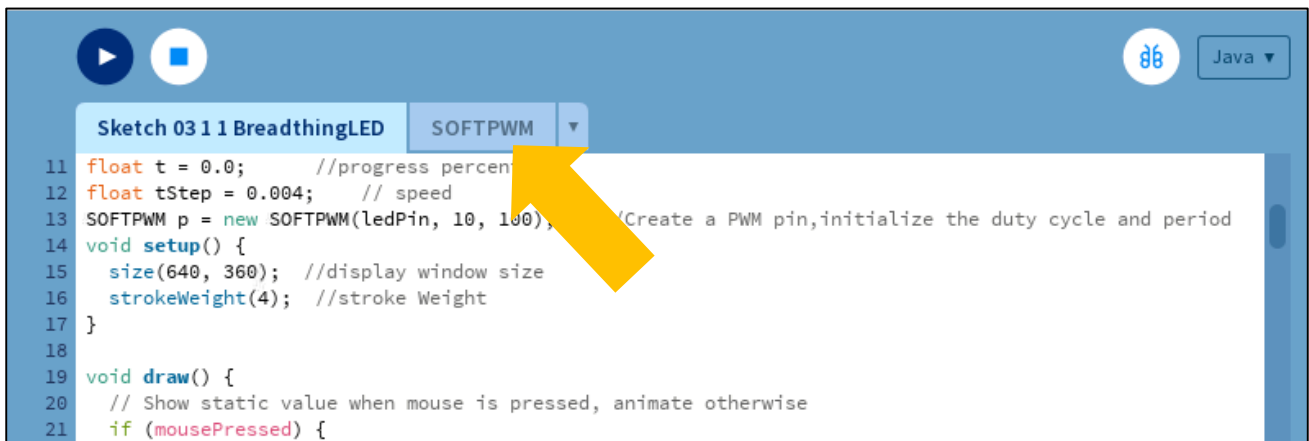 Java ▼
Sketch 03 1 1 BreadthingLED SOFTPWM ▼
11 float t = 0.0; //progress percen
12 float tStep = 0.004; // speed
13 SOFTPWM p = new SOFTPWM(ledPin, 10, 100); /Create a PWM pin,initialize the duty cycle and period
14 void setup() {
15 size(640, 360); //display window size
16 strokeWeight(4); //stroke Weight
17 }
18
19 void draw() {
20 // Show static value when mouse is pressed, animate otherwise
21 if (mousePressed) {